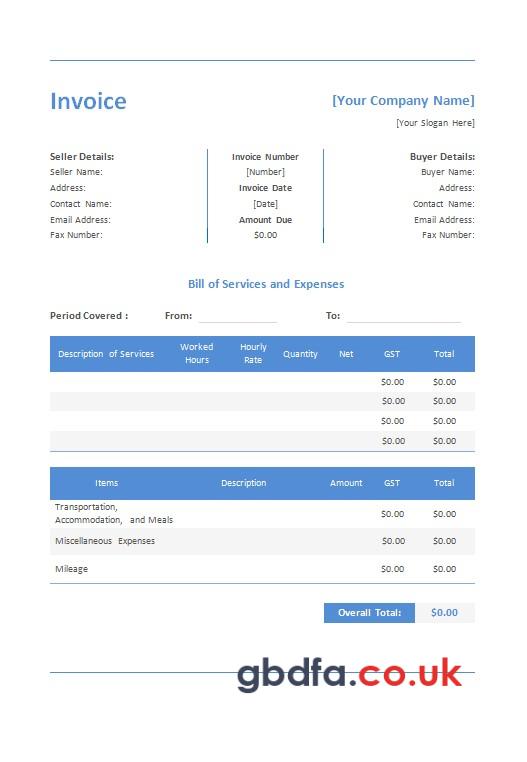 Invoice
[Your Company Name]
[Your Slogan Here]
Seller Details:
Seller Name:
Address:
Contact Name:
Email Address:
Fax Number:
Invoice Number
[Number]
Invoice Date
[Date]
Amount Due
$0.00
Buyer Details:
Buyer Name:
Address:
Contact Name:
Email Address:
Fax Number:
Bill of Services and Expenses
Period Covered : From: To:
Description of Services Worked Hours Hourly Rate Quantity Net GST Total
$0.00 $0.00
$0.00 $0.00
$0.00 $0.00
$0.00 $0.00
Items Description Amount GST Total
Transportation,
Accommodation, and Meals $0.00 $0.00
Miscellaneous Expenses $0.00 $0.00
Mileage $0.00 $0.00
Overall Total: $0.00
gbdfa.co.uk